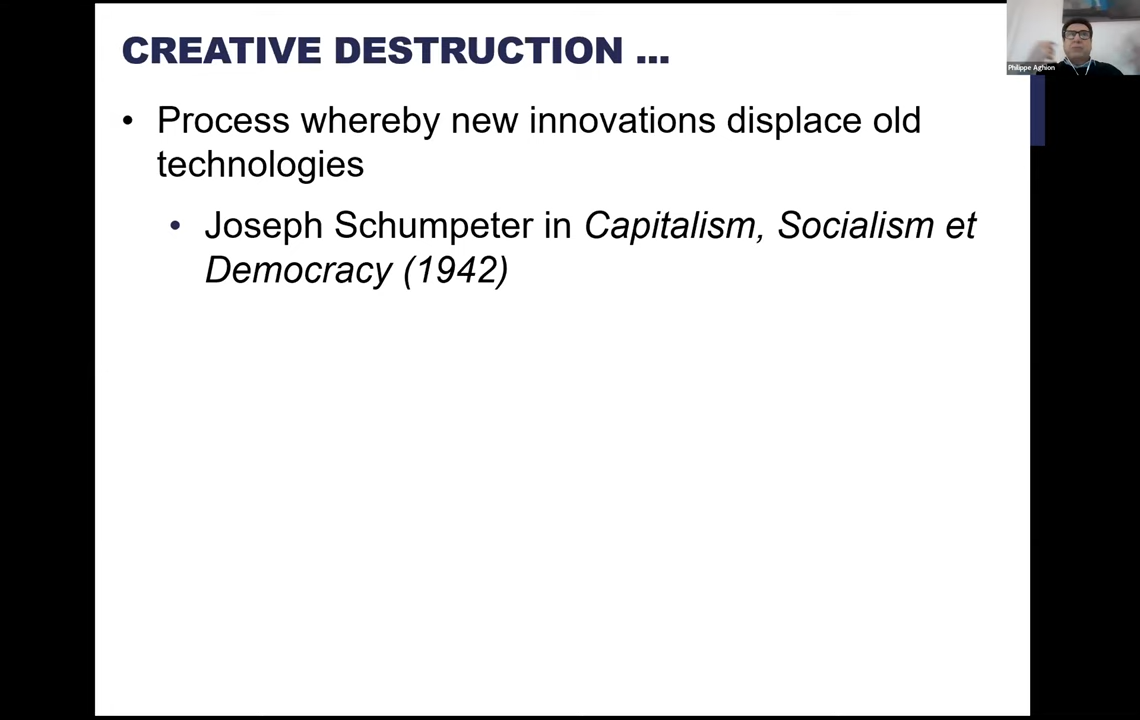 CREATIVE DESTRUCTION ...
Philippe Aghion
• Process whereby new innovations displace old
technologies
• Joseph Schumpeter in Capitalism, Socialism et
Democracy (1942)